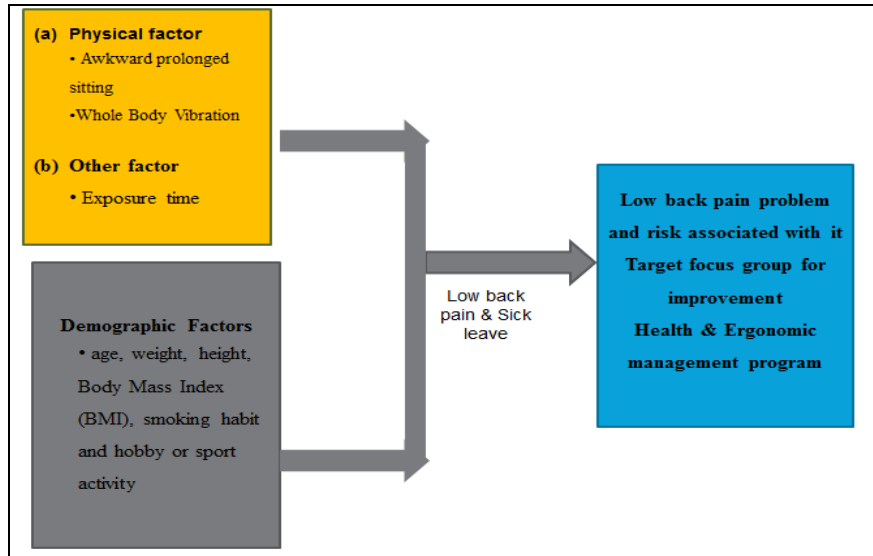 (a) Physical factor
• Awkward prolonged
sitting
•Whole Body Vibration
(b) Other factor
• Exposure time
Demographic Factors
• age, weight, height,
Body Mass Index
(BMI), smoking habit
and hobby or sport
activity
Low back
pain & Sick
leave
Low back pain problem
and risk associated with it
Target focus group for
improvement
Health & Ergonomic
management program